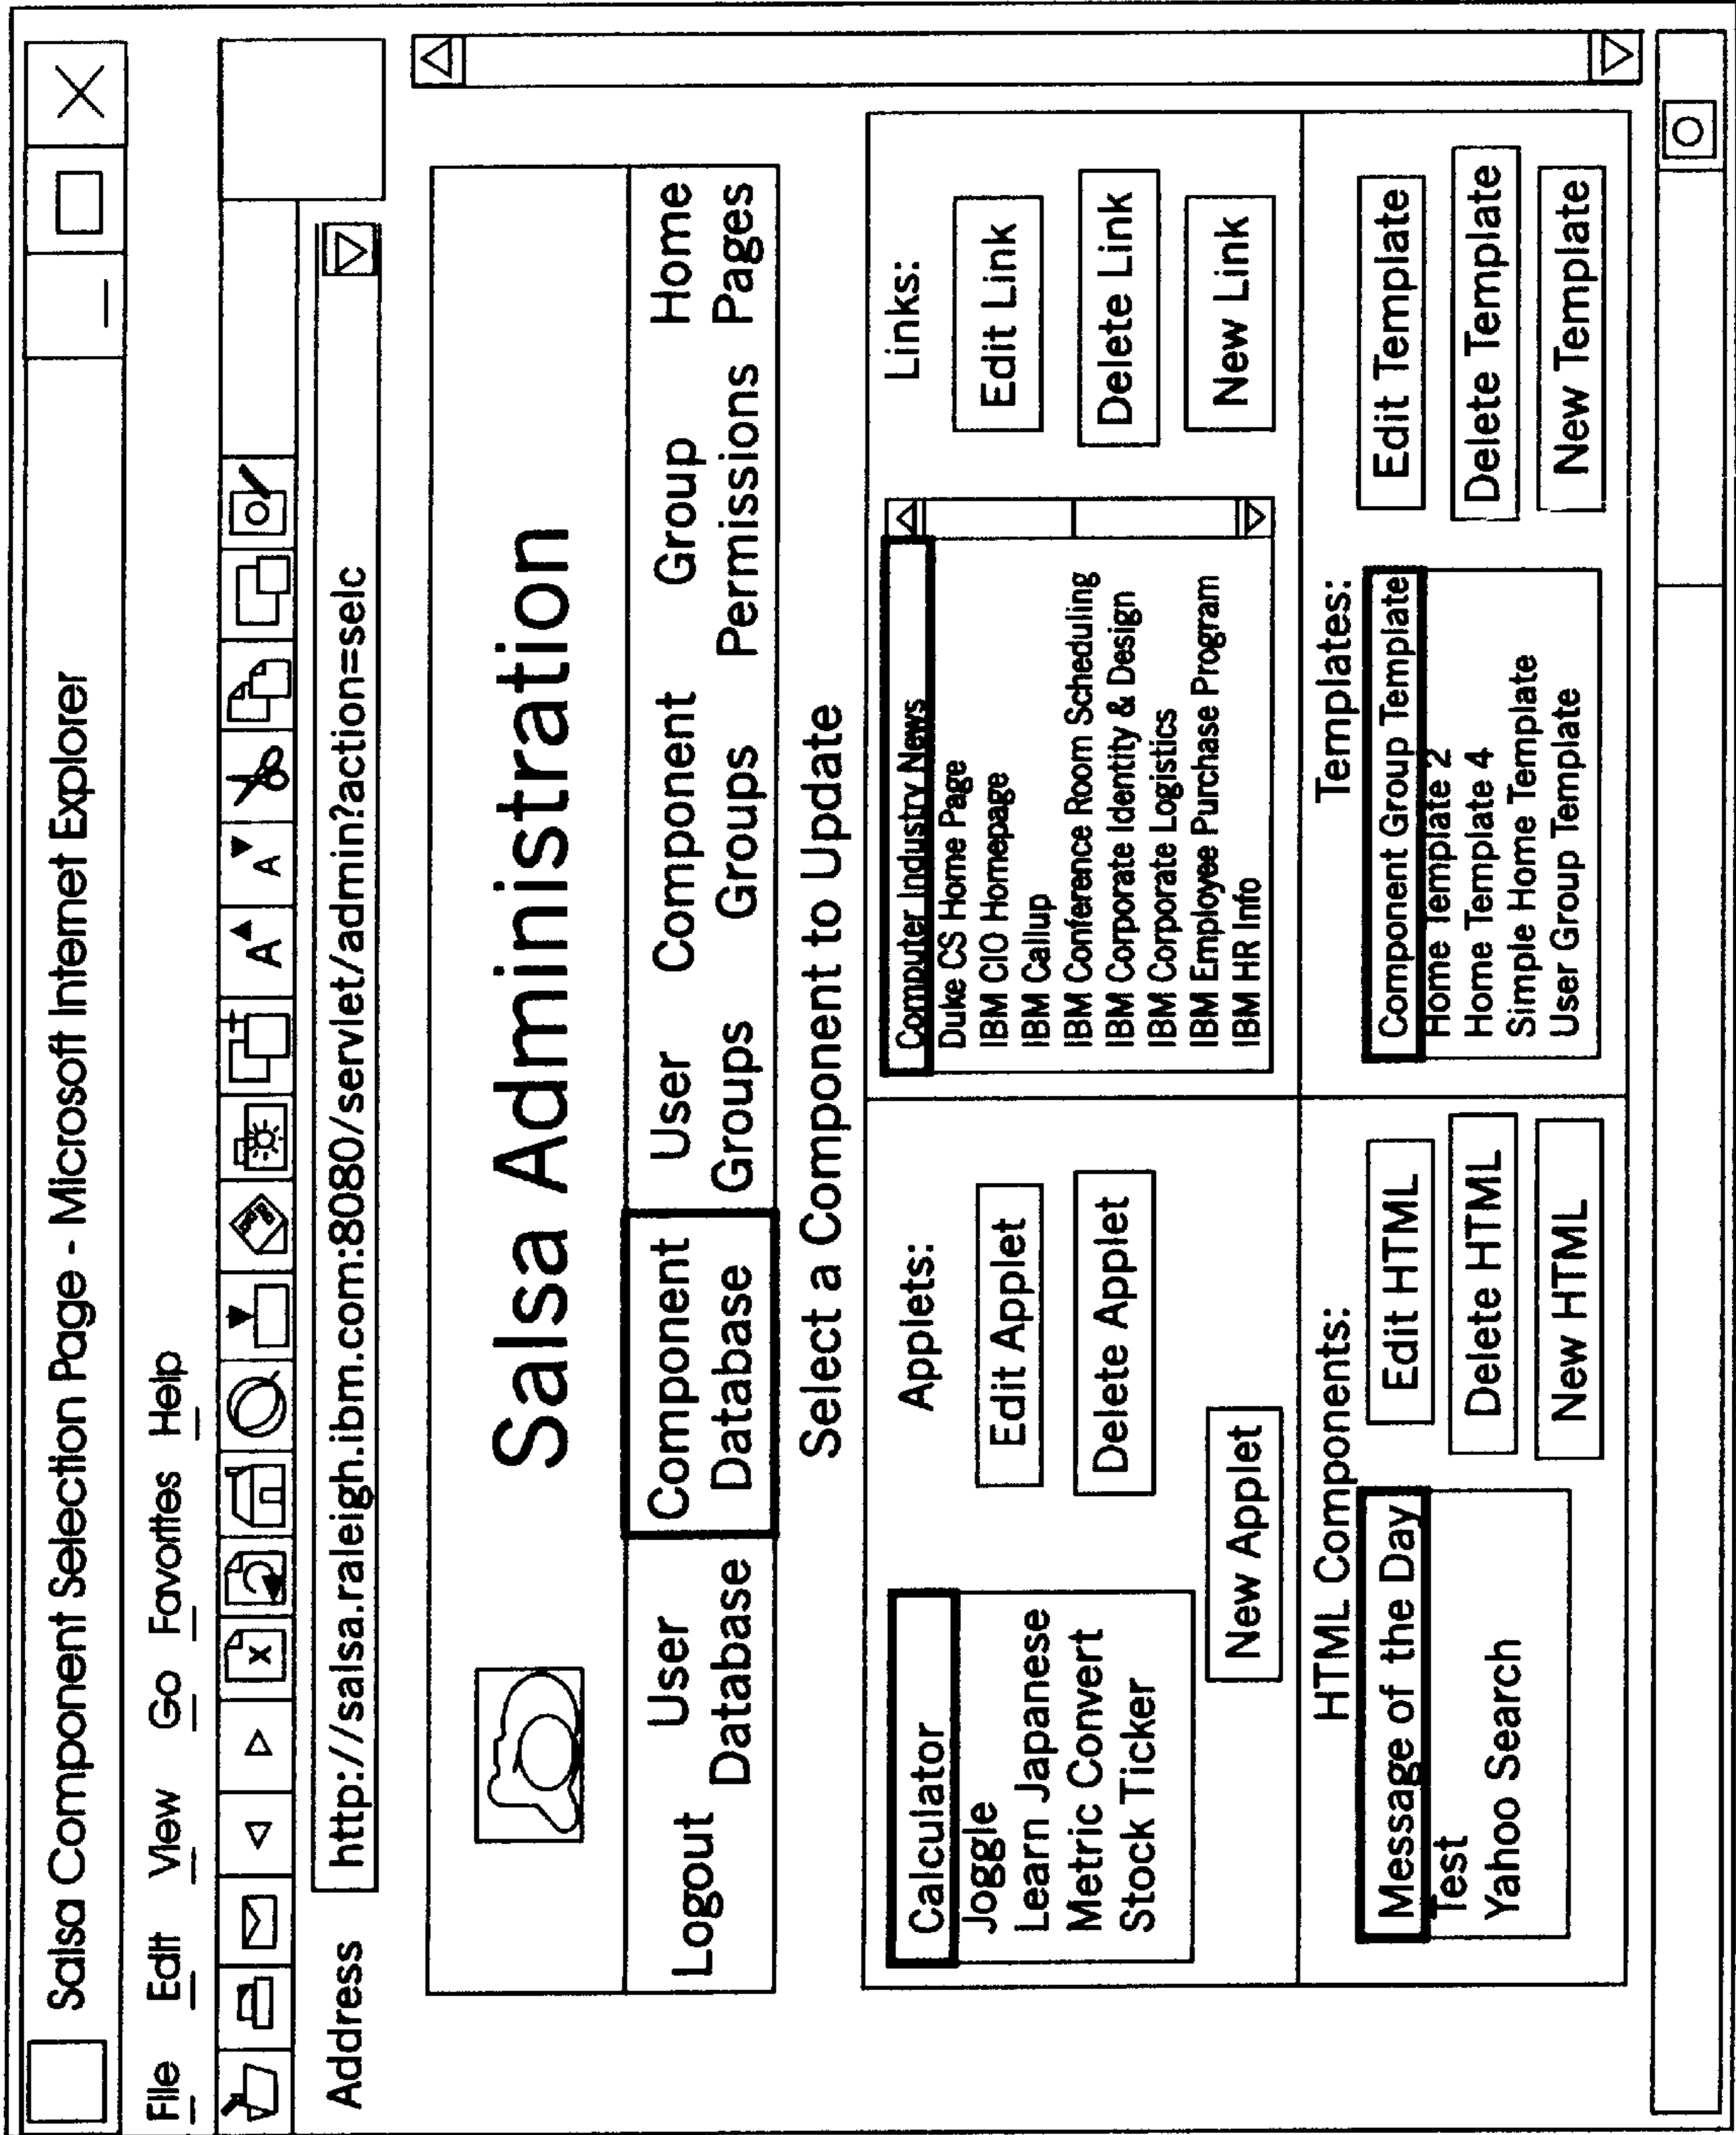 Salsa Component Selection Page - Microsoft Internet Explorer
File Edit View Go Favorites Help
X A A
Address http://salsa.raleigh.ibm.com:8080/servlet/admin?action=selc
Salsa Administration
Logout
User Database
Component Database
User Groups
Component Groups
Group Permissions
Home Pages
Select a Component to Update
Applets:
Calculator
Joggle
Learn Japanese
Metric Convert
Stock Ticker
Edit Applet
Delete Applet
New Applet
Links:
Computer Industry News
Duke CS Home Page
IBM CIO Homepage
IBM Callup
IBM Conference Room Scheduling
IBM Corporate Identity & Design
IBM Corporate Logistics
IBM Employee Purchase Program
IBM HR Info
Edit Link
Delete Link
New Link
HTML Components:
Message of the Day
Test
Yahoo Search
Edit HTML
Delete HTML
New HTML
Templates:
Component Group Template
Home Template 2
Home Template 4
Simple Home Template
User Group Template
Edit Template
Delete Template
New Template